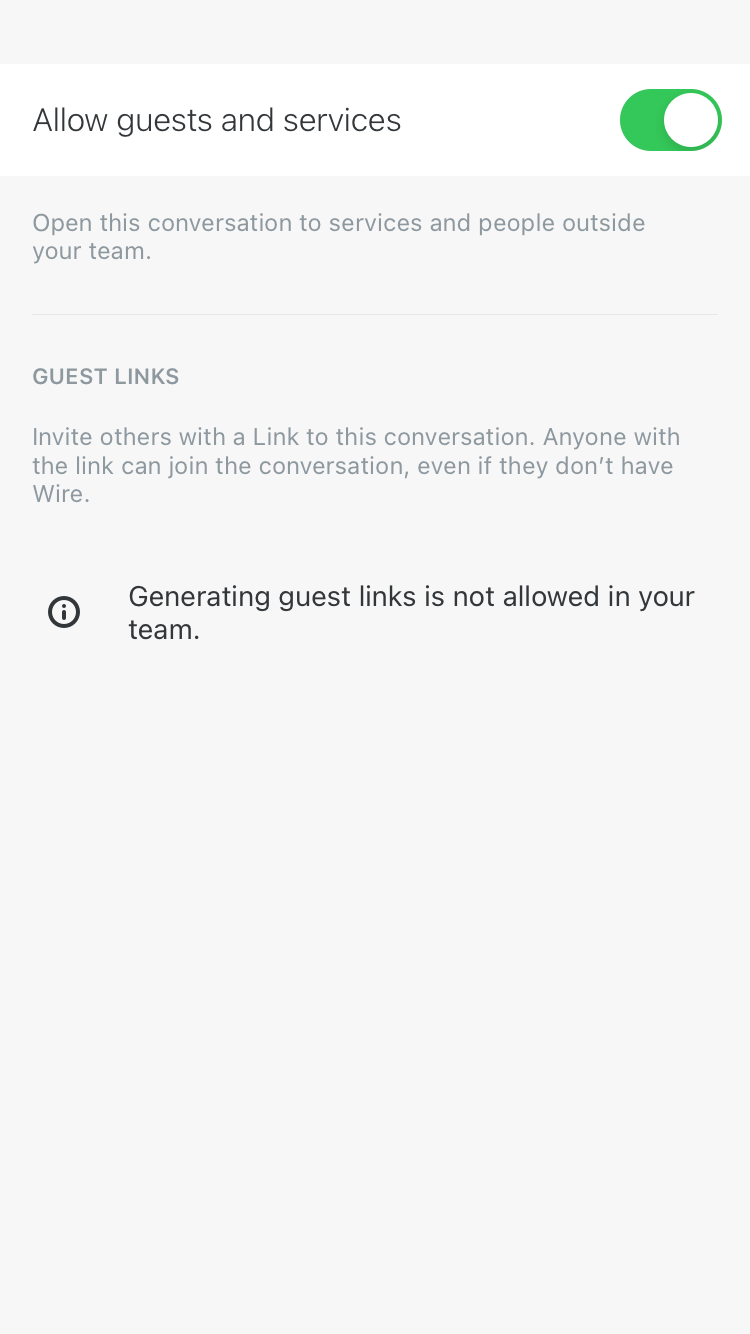 Allow guests and services
Open this conversation to services and people outside
your team.
GUEST LINKS
Invite others with a Link to this conversation. Anyone with
the link can join the conversation, even if they don’t have
Wire.
Generating guest links is not allowed in your
team.